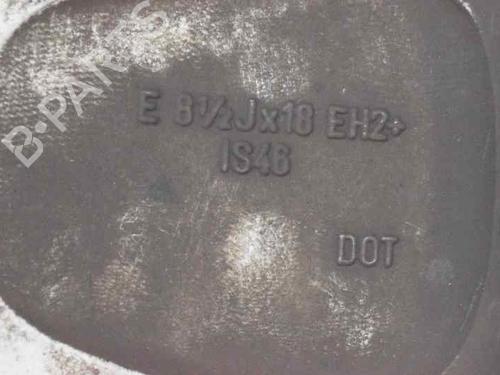 B-PARTS
E 8½Jx18 EH2+
IS46
DOT